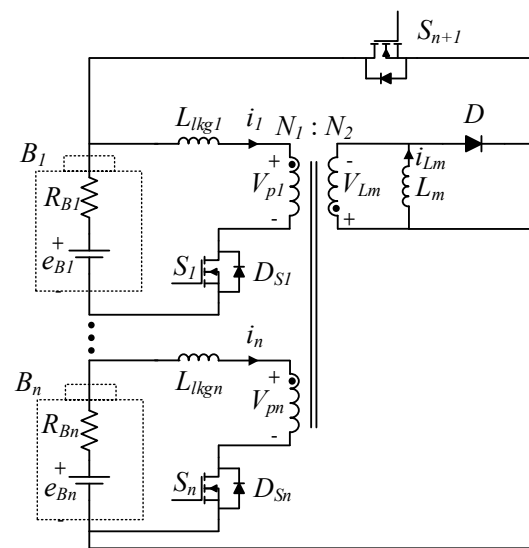 S_{n+1}
L_{lkg1} i_1 N_1 : N_2 D
B_1
+ - i_{Lm}
R_{B1} V_{p1} V_{Lm} L_m
+ - +
e_{B1} S_1 D_{S1}
-
i_n
B_n L_{lkgn} +
V_{pn}
R_{Bn} -
+
e_{Bn} S_n D_{Sn}
-